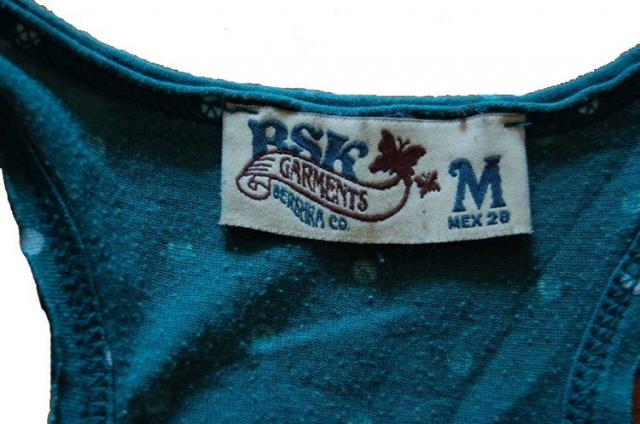 BSK
GARMENTS
BERSHKA CO.
M
MEX 28